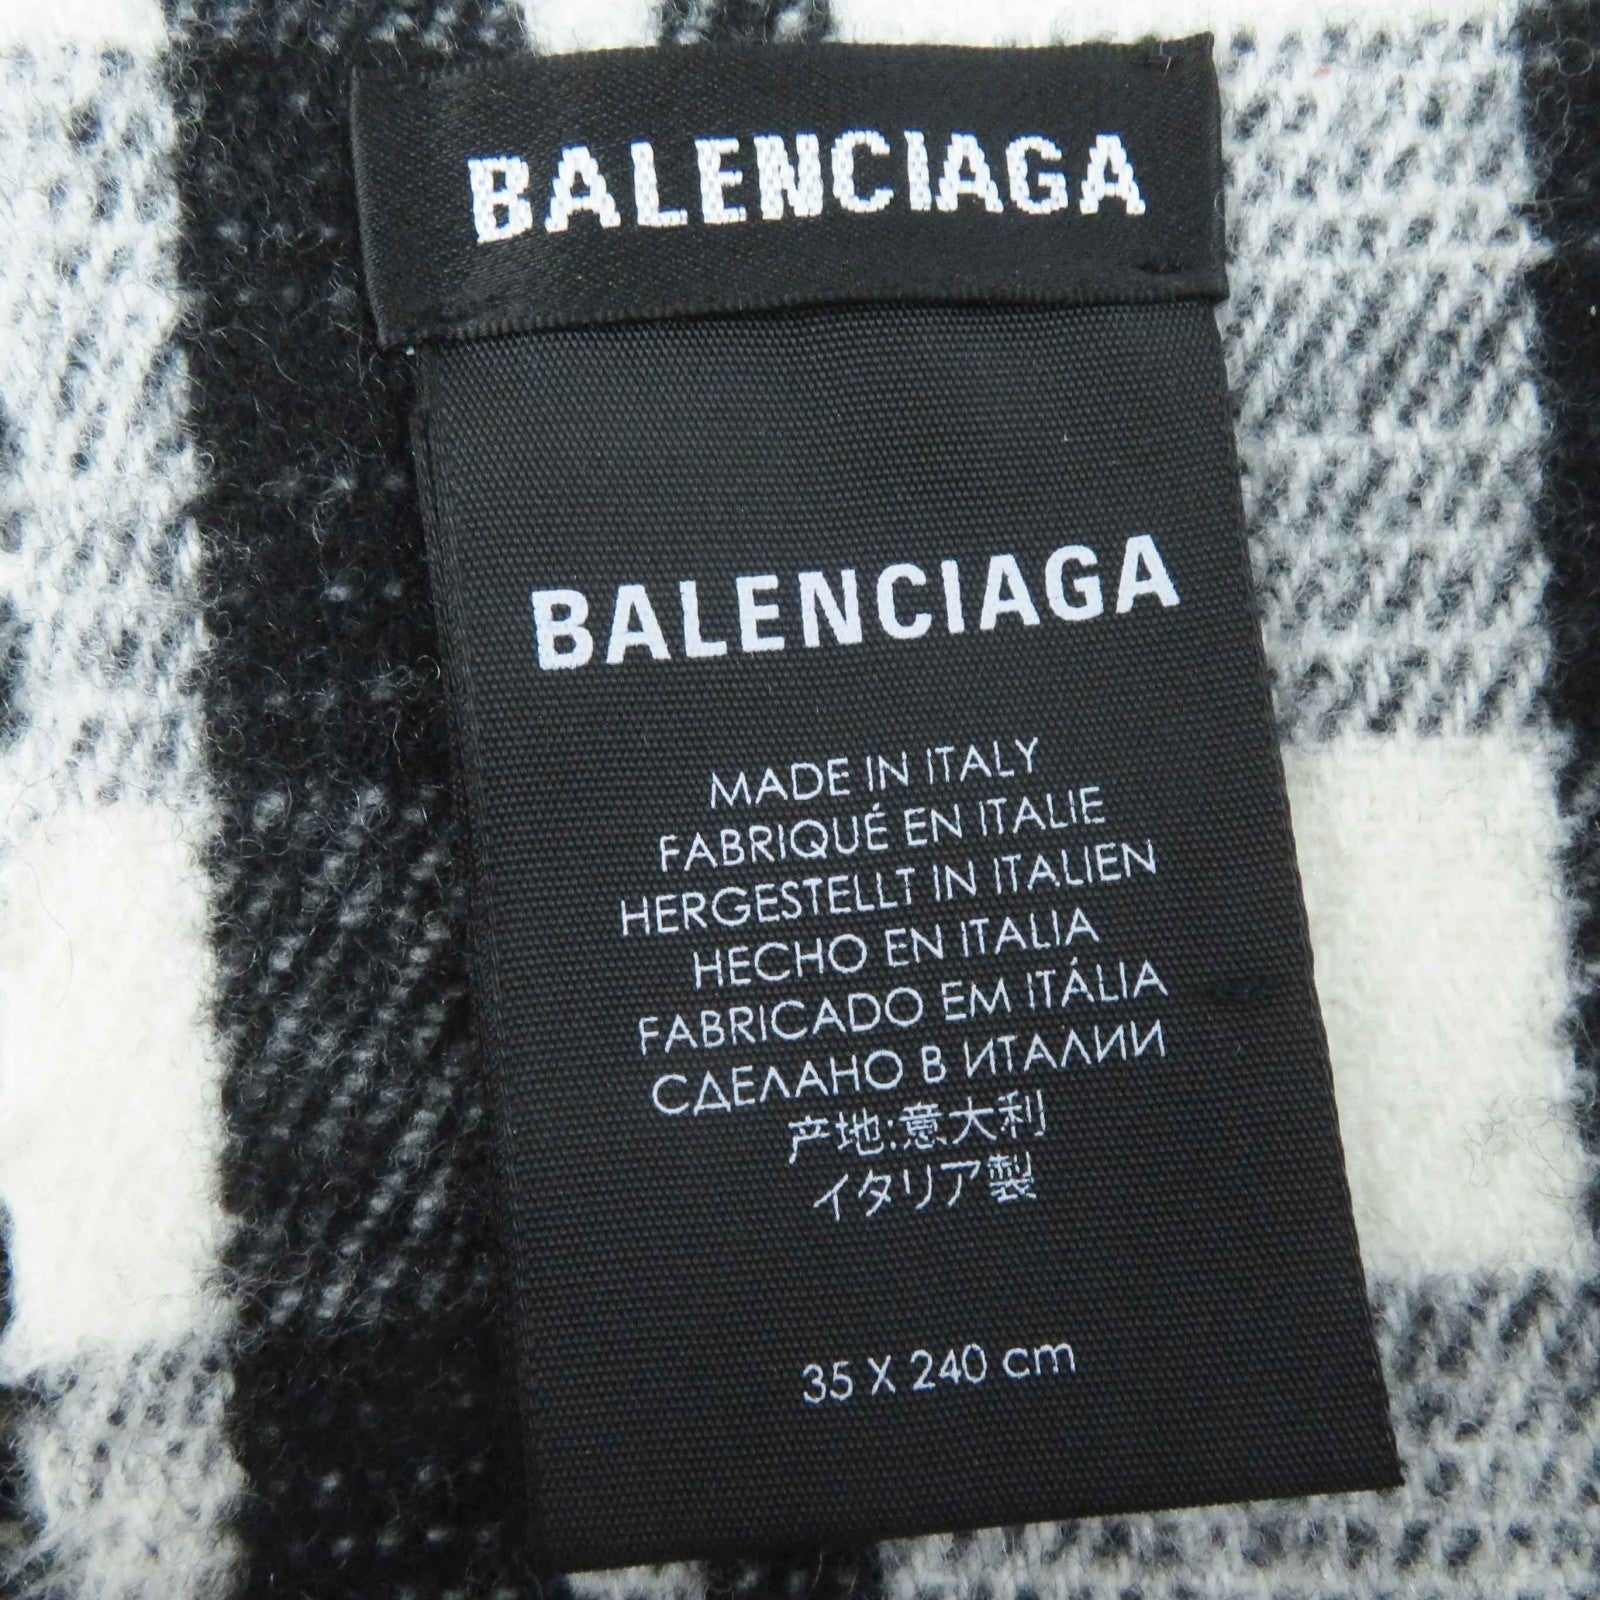 BALENCIAGA
BALENCIAGA
MADE IN ITALY
FABRIQUÉ EN ITALIE
HERGESTELLT IN ITALIEN
HECHO EN ITALIA
FABRICADO EM ITÁLIA
СДЕЛАНО В ИТАЛИИ
产地:意大利
イタリア製
35 X 240 cm